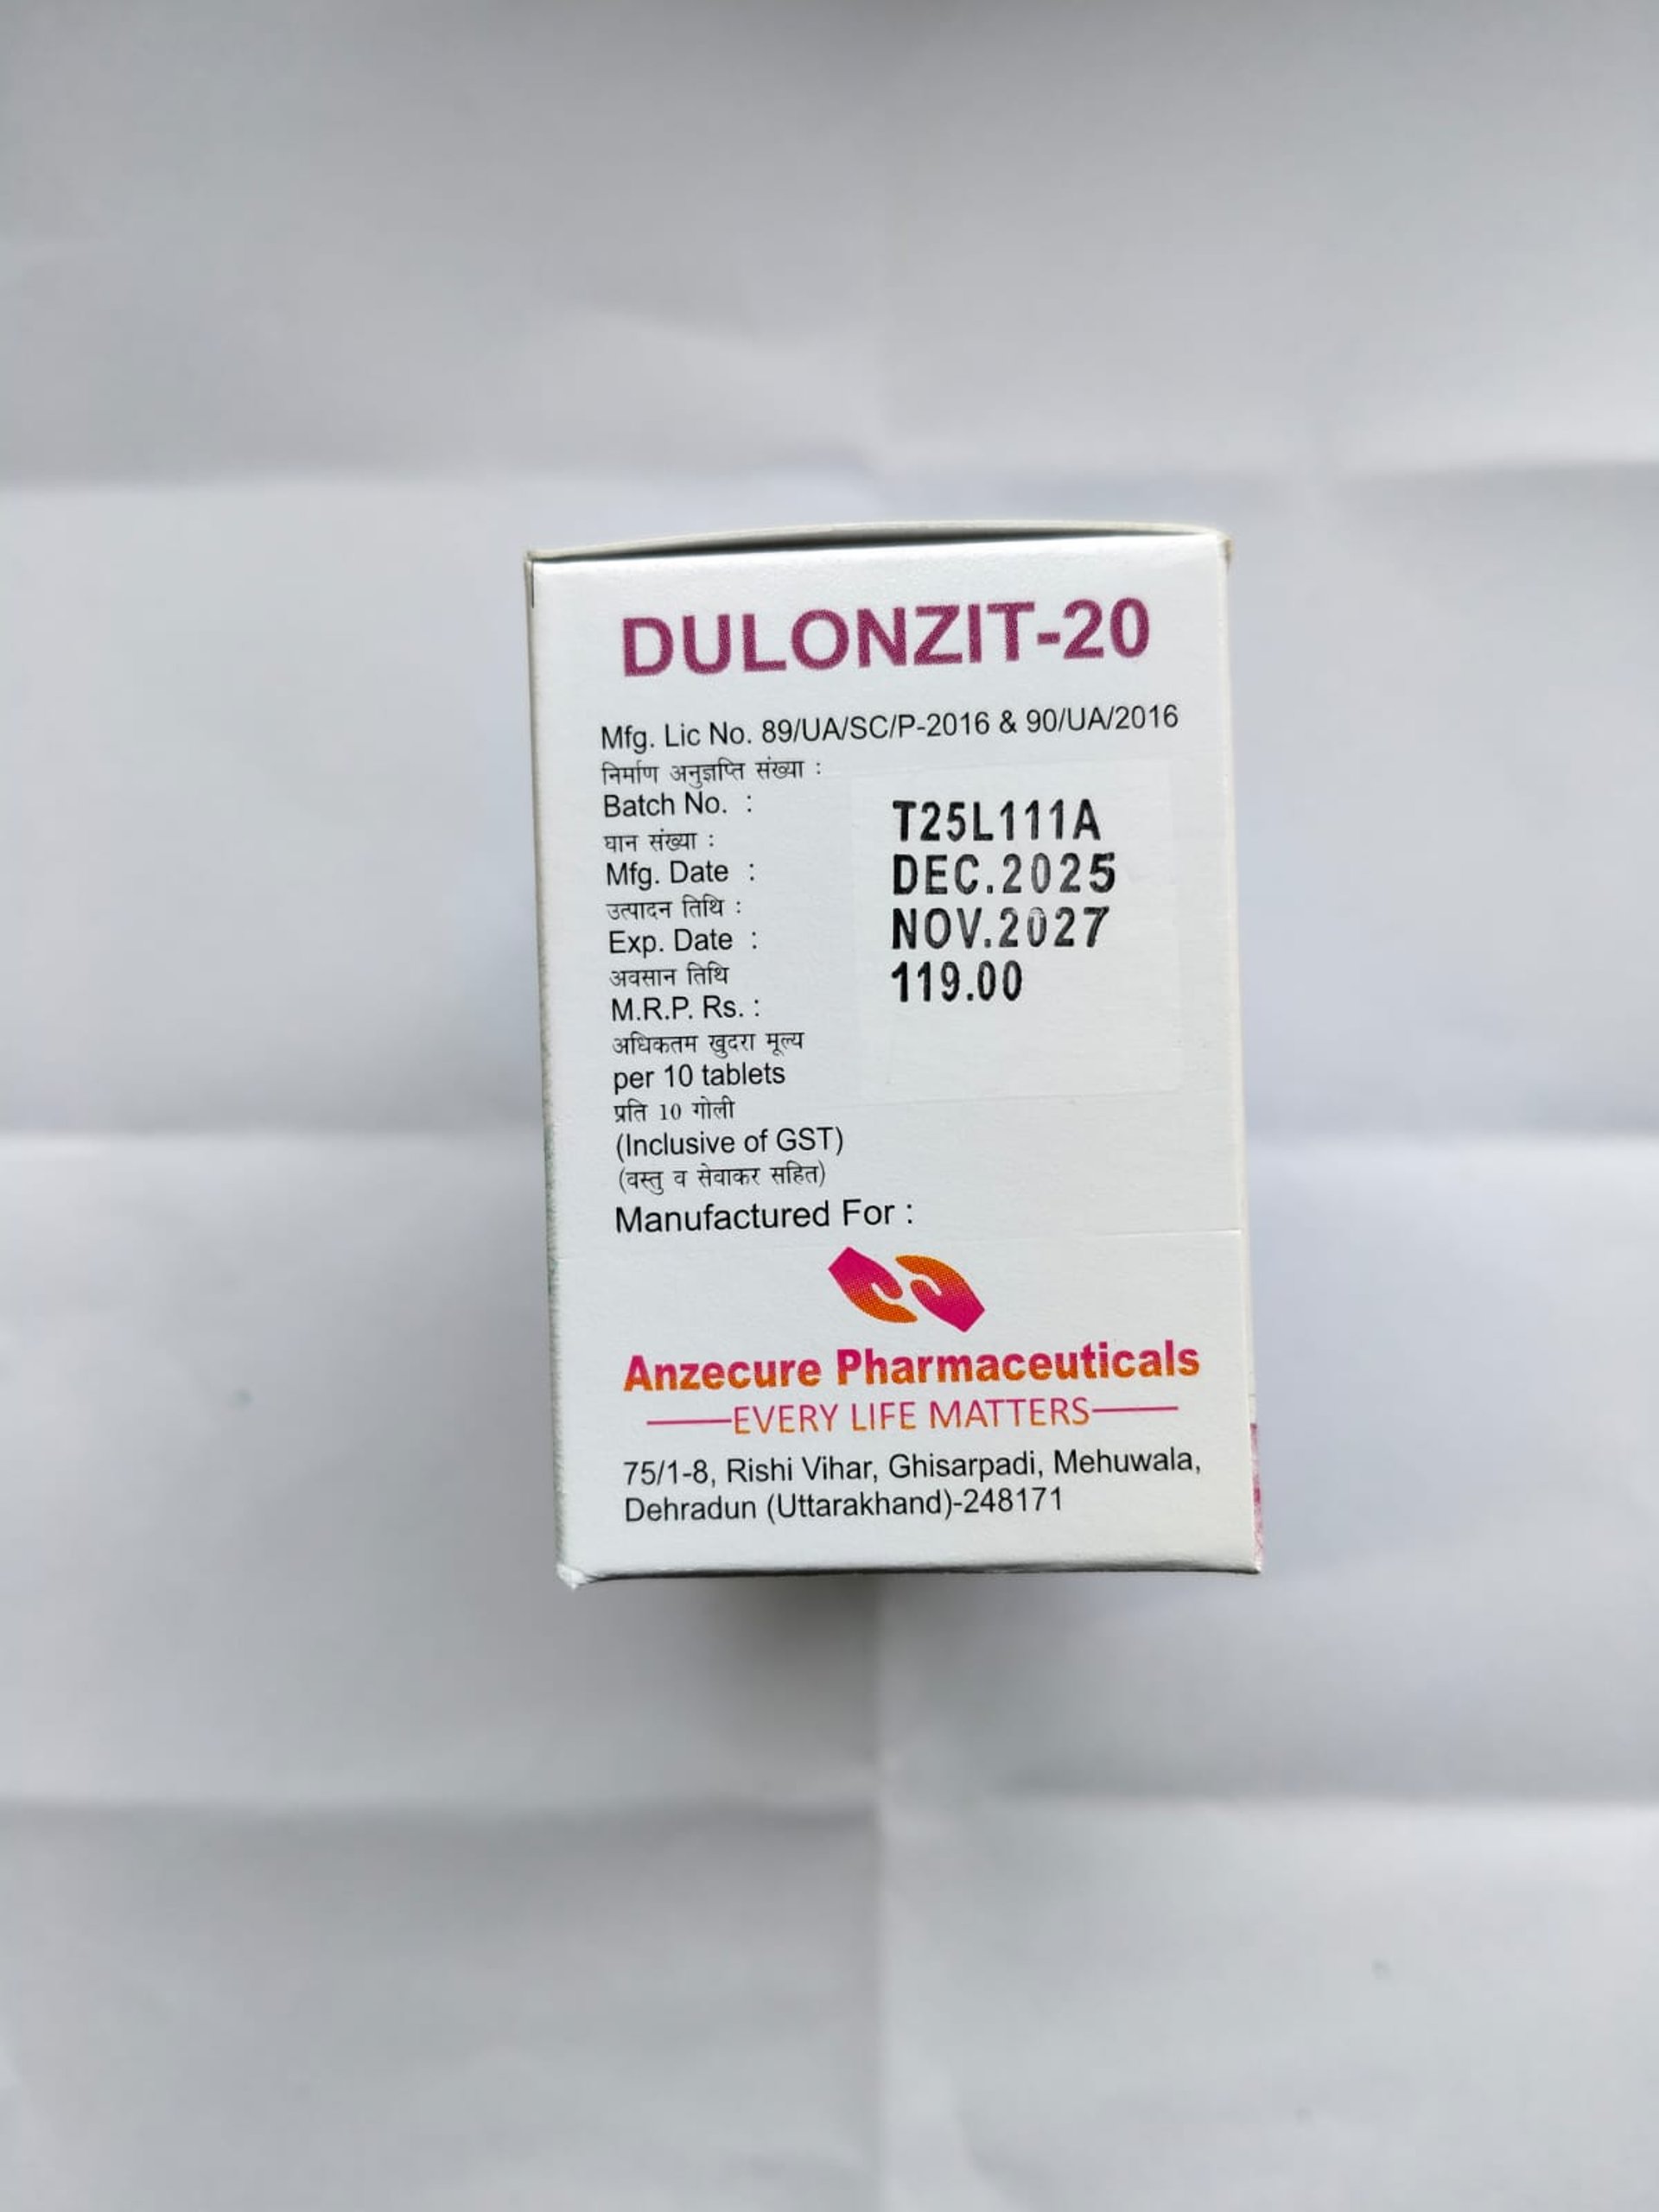 DULONZIT-20
Mfg. Lic No. 89/UA/SC/P-2016 & 90/UA/2016
निर्माण अनुज्ञप्ति संख्या :
Batch No. : T25L111A
घान संख्या :
Mfg. Date : DEC.2025
उत्पादन तिथि :
Exp. Date : NOV.2027
अवसान तिथि
M.R.P. Rs. : 119.00
अधिकतम खुदरा मूल्य
per 10 tablets
प्रति 10 गोली
(Inclusive of GST)
(वस्तु व सेवाकर सहित)
Manufactured For :
Anzecure Pharmaceuticals
EVERY LIFE MATTERS
75/1-8, Rishi Vihar, Ghisarpadi, Mehuwala,
Dehradun (Uttarakhand)-248171